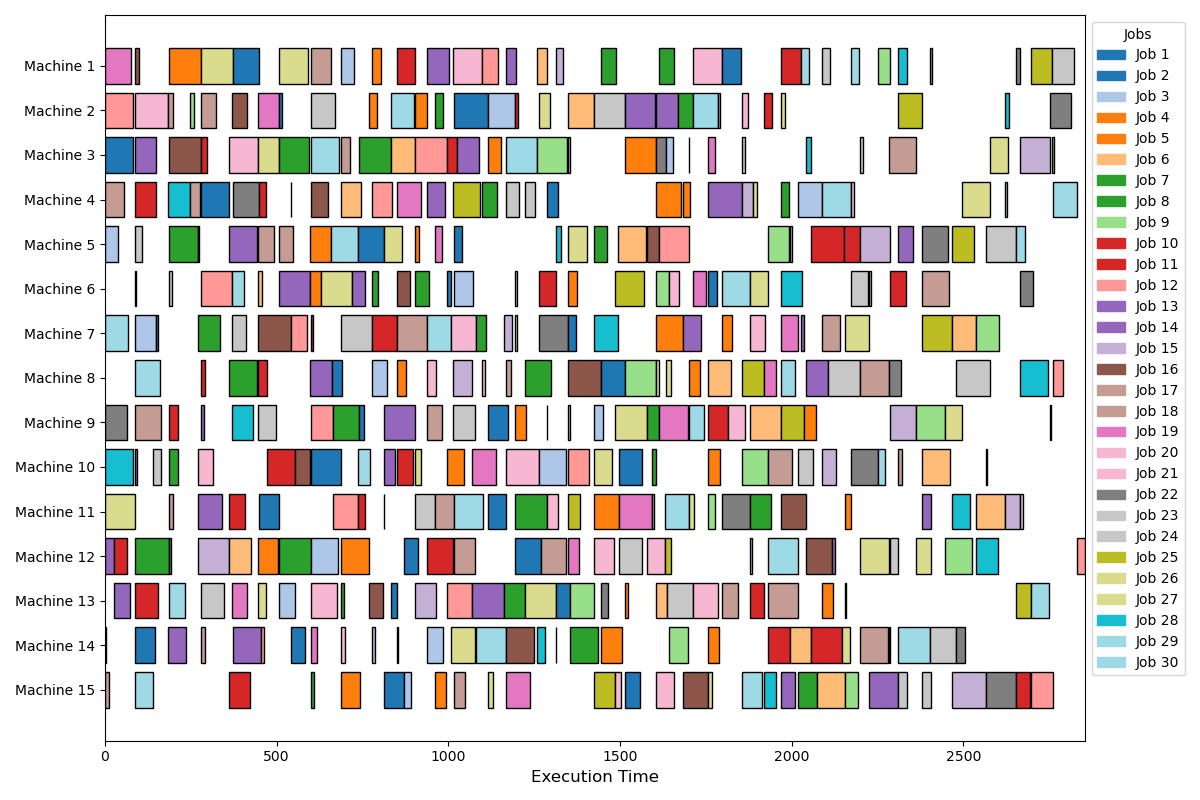 Machine 1
Machine 2
Machine 3
Machine 4
Machine 5
Machine 6
Machine 7
Machine 8
Machine 9
Machine 10
Machine 11
Machine 12
Machine 13
Machine 14
Machine 15
0 500 1000 1500 2000 2500
Execution Time
Jobs
Job 1
Job 2
Job 3
Job 4
Job 5
Job 6
Job 7
Job 8
Job 9
Job 10
Job 11
Job 12
Job 13
Job 14
Job 15
Job 16
Job 17
Job 18
Job 19
Job 20
Job 21
Job 22
Job 23
Job 24
Job 25
Job 26
Job 27
Job 28
Job 29
Job 30